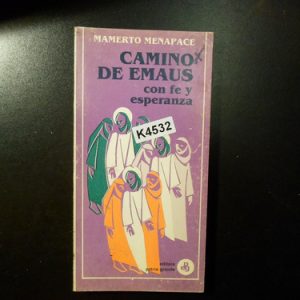 MAMERTO MENAPACE
CAMINO
DE EMAUS
con fe y
esperanza
K4532
editora
patria grande